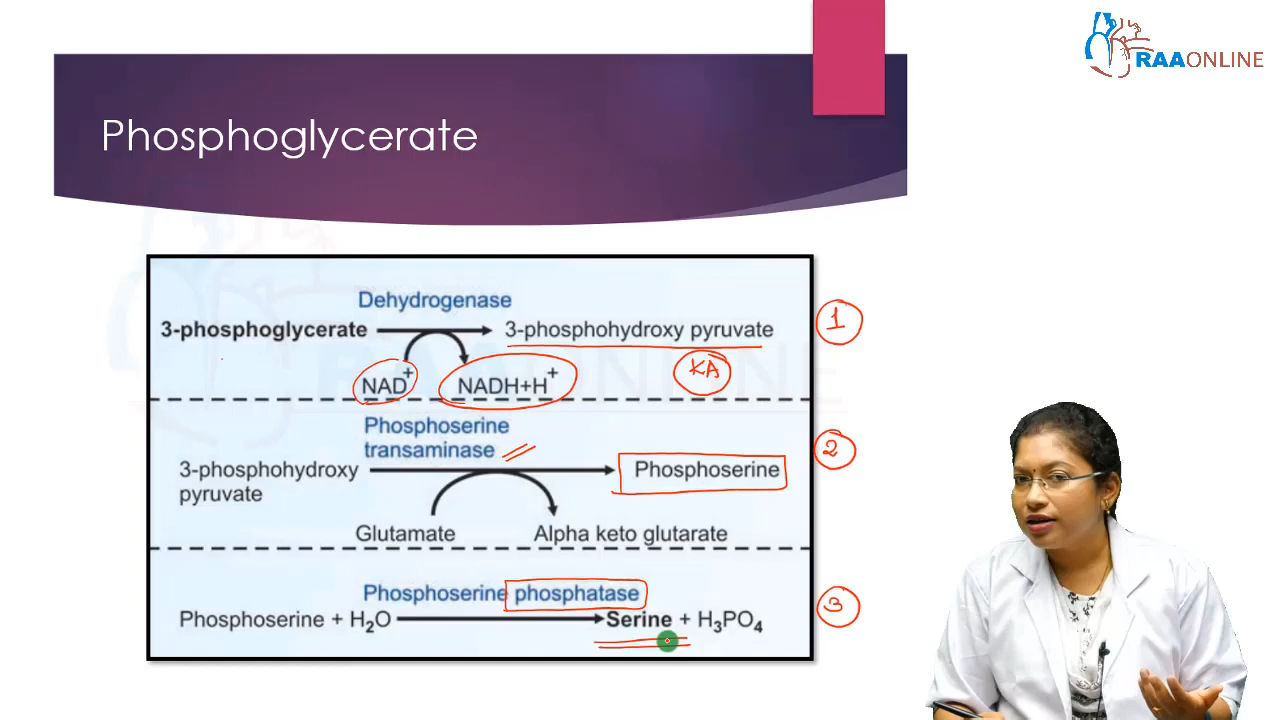 RAAONLINE
Phosphoglycerate
Dehydrogenase
3-phosphoglycerate 3-phosphohydroxy pyruvate
1
NAD+ NADH+H+
KA
Phosphoserine
transaminase
2
3-phosphohydroxy
pyruvate
Phosphoserine
Glutamate Alpha keto glutarate
Phosphoserine phosphatase
Phosphoserine + H2O Serine + H3PO4
3